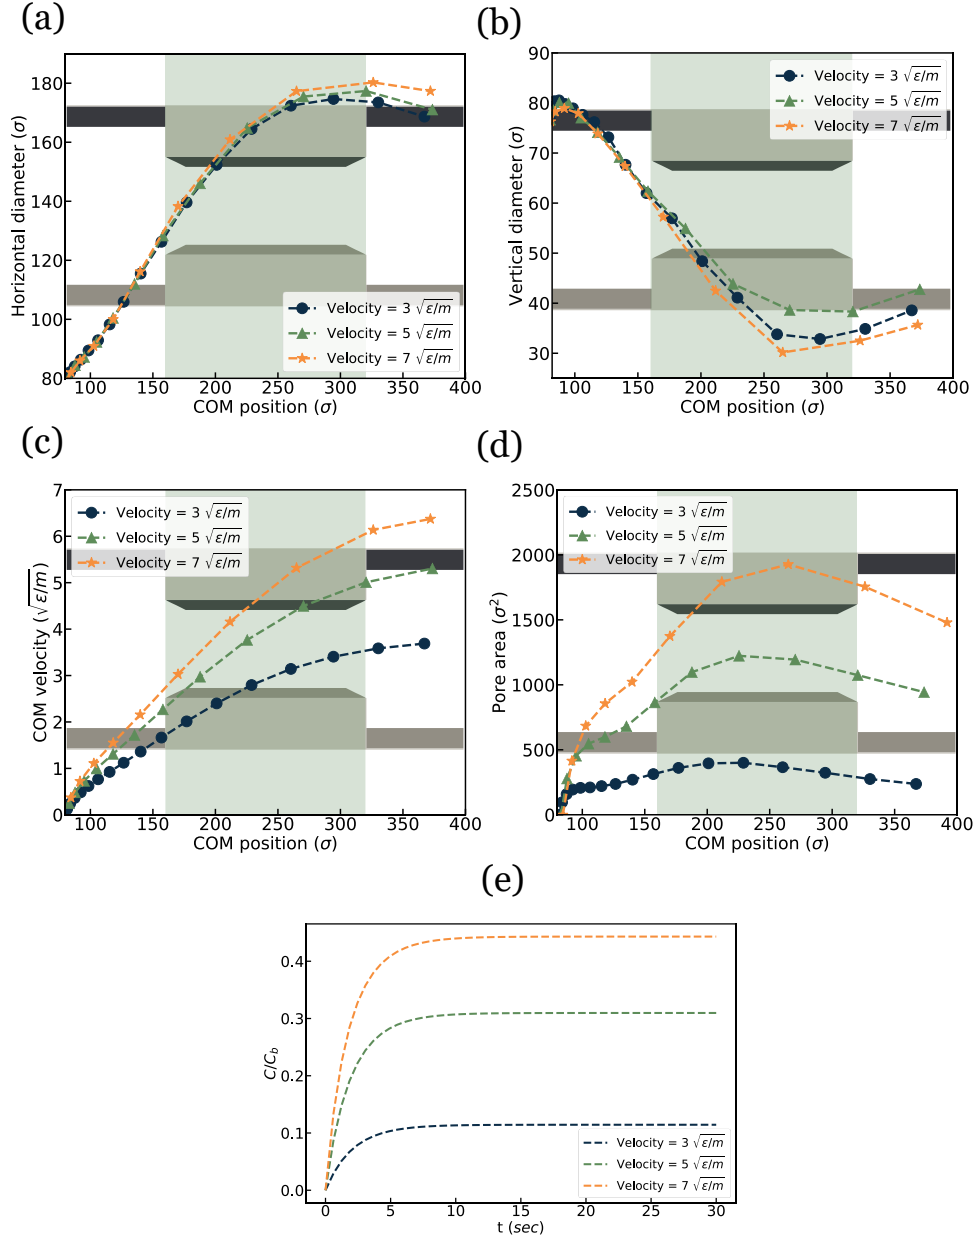 (a)
180
160
140
120
100
80
100
150
200
250
300
350
400
Horizontal diameter (σ)
COM position (σ)
Velocity = 3 √ε/m
Velocity = 5 √ε/m
Velocity = 7 √ε/m
(b)
90
80
70
60
50
40
30
100
150
200
250
300
350
400
Vertical diameter (σ)
COM position (σ)
Velocity = 3 √ε/m
Velocity = 5 √ε/m
Velocity = 7 √ε/m
(c)
7
6
5
4
3
2
1
0
100
150
200
250
300
350
400
COM velocity (√ε/m)
COM position (σ)
Velocity = 3 √ε/m
Velocity = 5 √ε/m
Velocity = 7 √ε/m
(d)
2500
2000
1500
1000
500
0
100
150
200
250
300
350
400
Pore area (σ²)
COM position (σ)
Velocity = 3 √ε/m
Velocity = 5 √ε/m
Velocity = 7 √ε/m
(e)
0.4
0.3
0.2
0.1
0.0
0
5
10
15
20
25
30
C/C_b
t (sec)
Velocity = 3 √ε/m
Velocity = 5 √ε/m
Velocity = 7 √ε/m